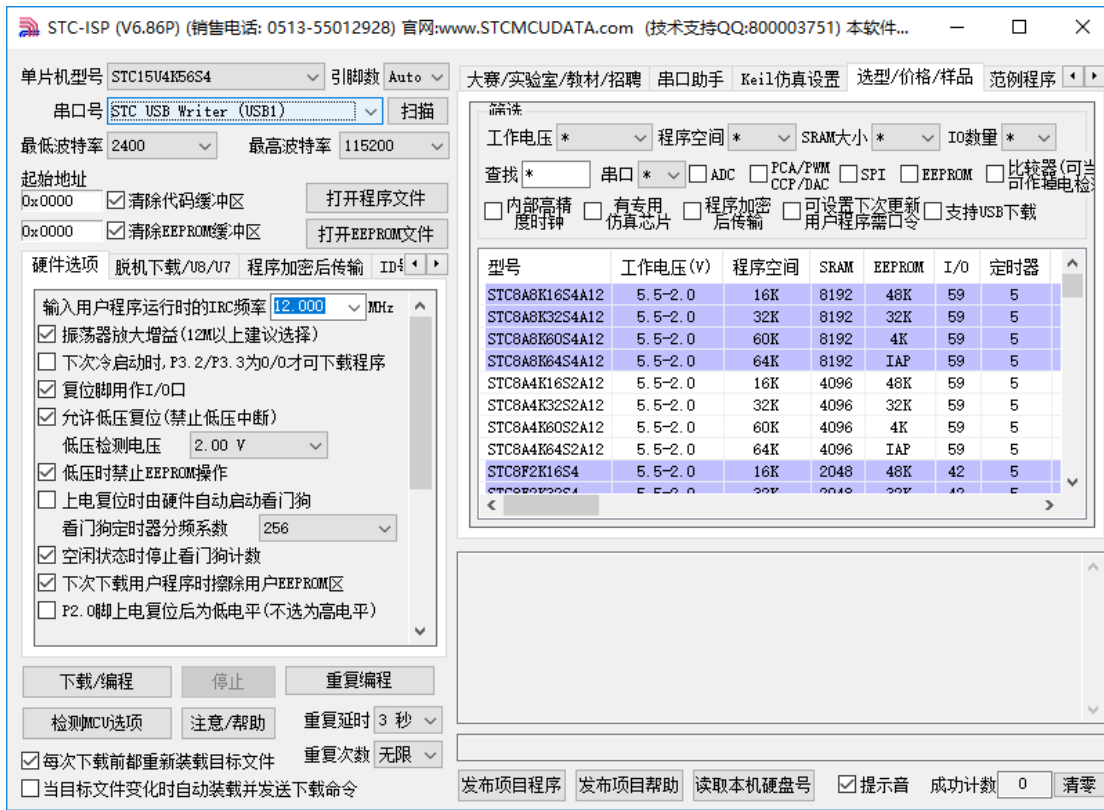 STC-ISP (V6.86P) (销售电话: 0513-55012928) 官网:www.STCMCUDATA.com (技术支持QQ:800003751) 本软件...
单片机型号 STC15U4K56S4 引脚数 Auto
串口号 STC USB Writer (USB1) 扫描
最低波特率 2400 最高波特率 115200
起始地址
0x0000 清除代码缓冲区 打开程序文件
0x0000 清除EEPROM缓冲区 打开EEPROM文件
硬件选项 脱机下载/U8/U7 程序加密后传输
输入用户程序运行时的IRC频率 12.000 MHz
振荡器放大增益(12M以上建议选择)
下次冷启动时,P3.2/P3.3为0/0才可下载程序
复位脚用作I/O口
允许低压复位(禁止低压中断)
低压检测电压 2.00 V
低压时禁止EEPROM操作
上电复位时由硬件自动启动看门狗
看门狗定时器分频系数 256
空闲状态时停止看门狗计数
下次下载用户程序时擦除用户EEPROM区
P2.0脚上电复位后为低电平(不选为高电平)
下载/编程 停止 重复编程
检测MCU选项 注意/帮助 重复延时 3 秒
每次下载前都重新装载目标文件 重复次数 无限
当目标文件变化时自动装载并发送下载命令
大赛/实验室/教材/招聘 串口助手 Keil仿真设置 选型/价格/样品 范例程序
筛选
工作电压 * 程序空间 * SRAM大小 * IO数量 *
查找 * 串口 * ADC PCA/PWM CCP/DAC SPI EEPROM 比较器(可当可作掉电检
内部高精度时钟 有专用仿真芯片 程序加密后传输 可设置下次更新用户程序需口令 支持USB下载
型号 工作电压(V) 程序空间 SRAM EEPROM I/O 定时器
STC8A8K16S4A12 5.5-2.0 16K 8192 48K 59 5
STC8A8K32S4A12 5.5-2.0 32K 8192 32K 59 5
STC8A8K60S4A12 5.5-2.0 60K 8192 4K 59 5
STC8A8K64S4A12 5.5-2.0 64K 8192 IAP 59 5
STC8A4K16S2A12 5.5-2.0 16K 4096 48K 59 5
STC8A4K32S2A12 5.5-2.0 32K 4096 32K 59 5
STC8A4K60S2A12 5.5-2.0 60K 4096 4K 59 5
STC8A4K64S2A12 5.5-2.0 64K 4096 IAP 59 5
STC8F2K16S4 5.5-2.0 16K 2048 48K 42 5
STC8F2K32S4 5.5-2.0 32K 2048 32K 42 5
发布项目程序 发布项目帮助 读取本机硬盘号 提示音 成功计数 0 清零